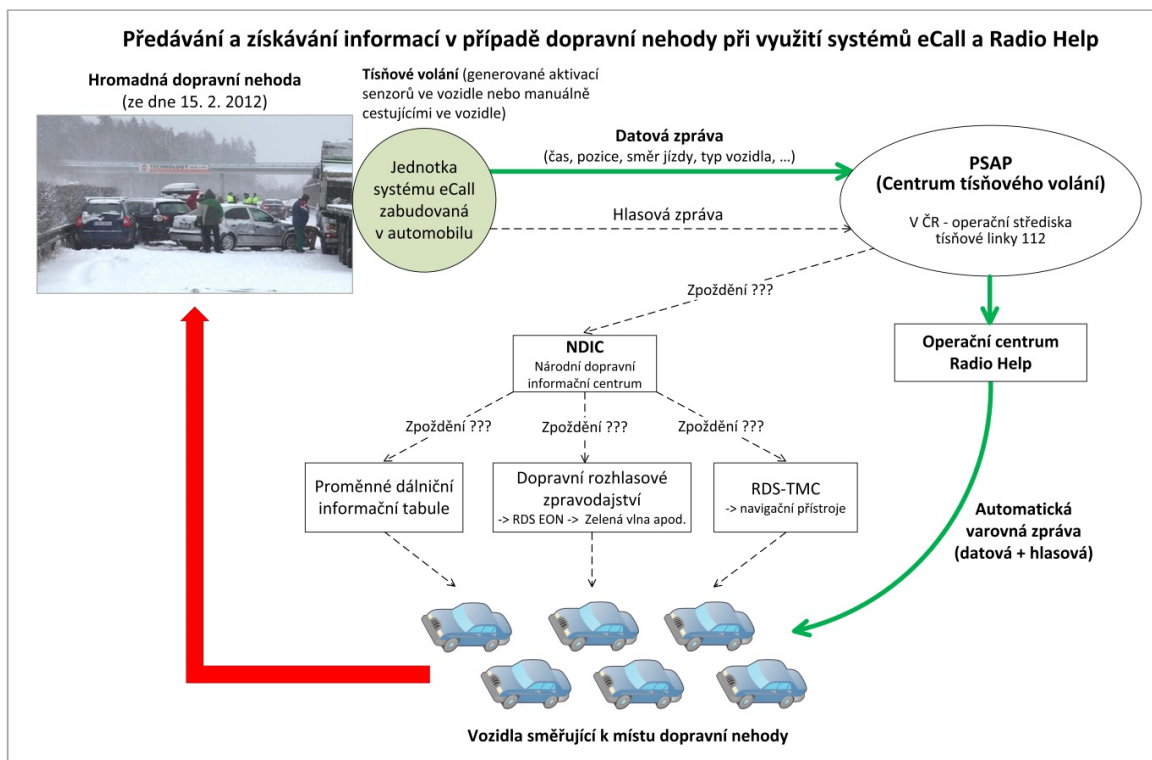 Předávání a získávání informací v případě dopravní nehody při využití systémů eCall a Radio Help
Hromadná dopravní nehoda
(ze dne 15. 2. 2012)
Tísňové volání (generované aktivací
senzorů ve vozidle nebo manuálně
cestujícími ve vozidle)
TECHNOLOGY
Jednotka
systému eCall
zabudovaná
v automobilu
Datová zpráva
(čas, pozice, směr jízdy, typ vozidla, ...)
Hlasová zpráva
PSAP
(Centrum tísňového volání)
V ČR - operační střediska
tísňové linky 112
Zpoždění ???
NDIC
Národní dopravní
informační centrum
Operační centrum
Radio Help
Zpoždění ???
Zpoždění ???
Zpoždění ???
Proměnné dálniční
informační tabule
Dopravní rozhlasové
zpravodajství
-> RDS EON -> Zelená vlna apod.
RDS-TMC
-> navigační přístroje
Automatická
varovná zpráva
(datová + hlasová)
Vozidla směřující k místu dopravní nehody